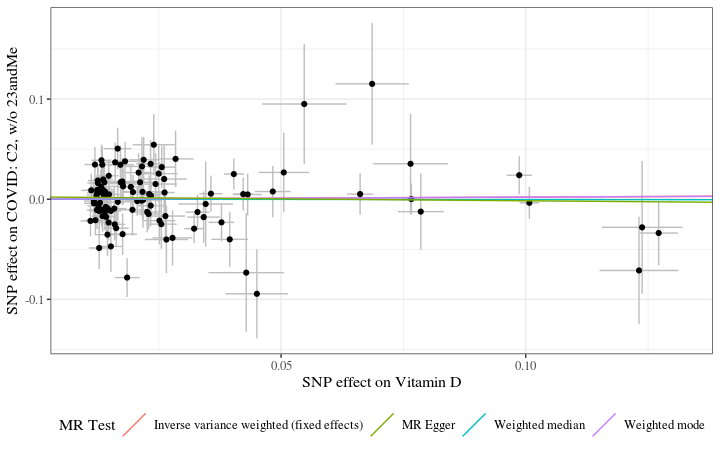 SNP effect on COVID: C2, w/o 23andMe
0.1
0.0
-0.1
0.05
0.10
SNP effect on Vitamin D
MR Test
Inverse variance weighted (fixed effects)
MR Egger
Weighted median
Weighted mode